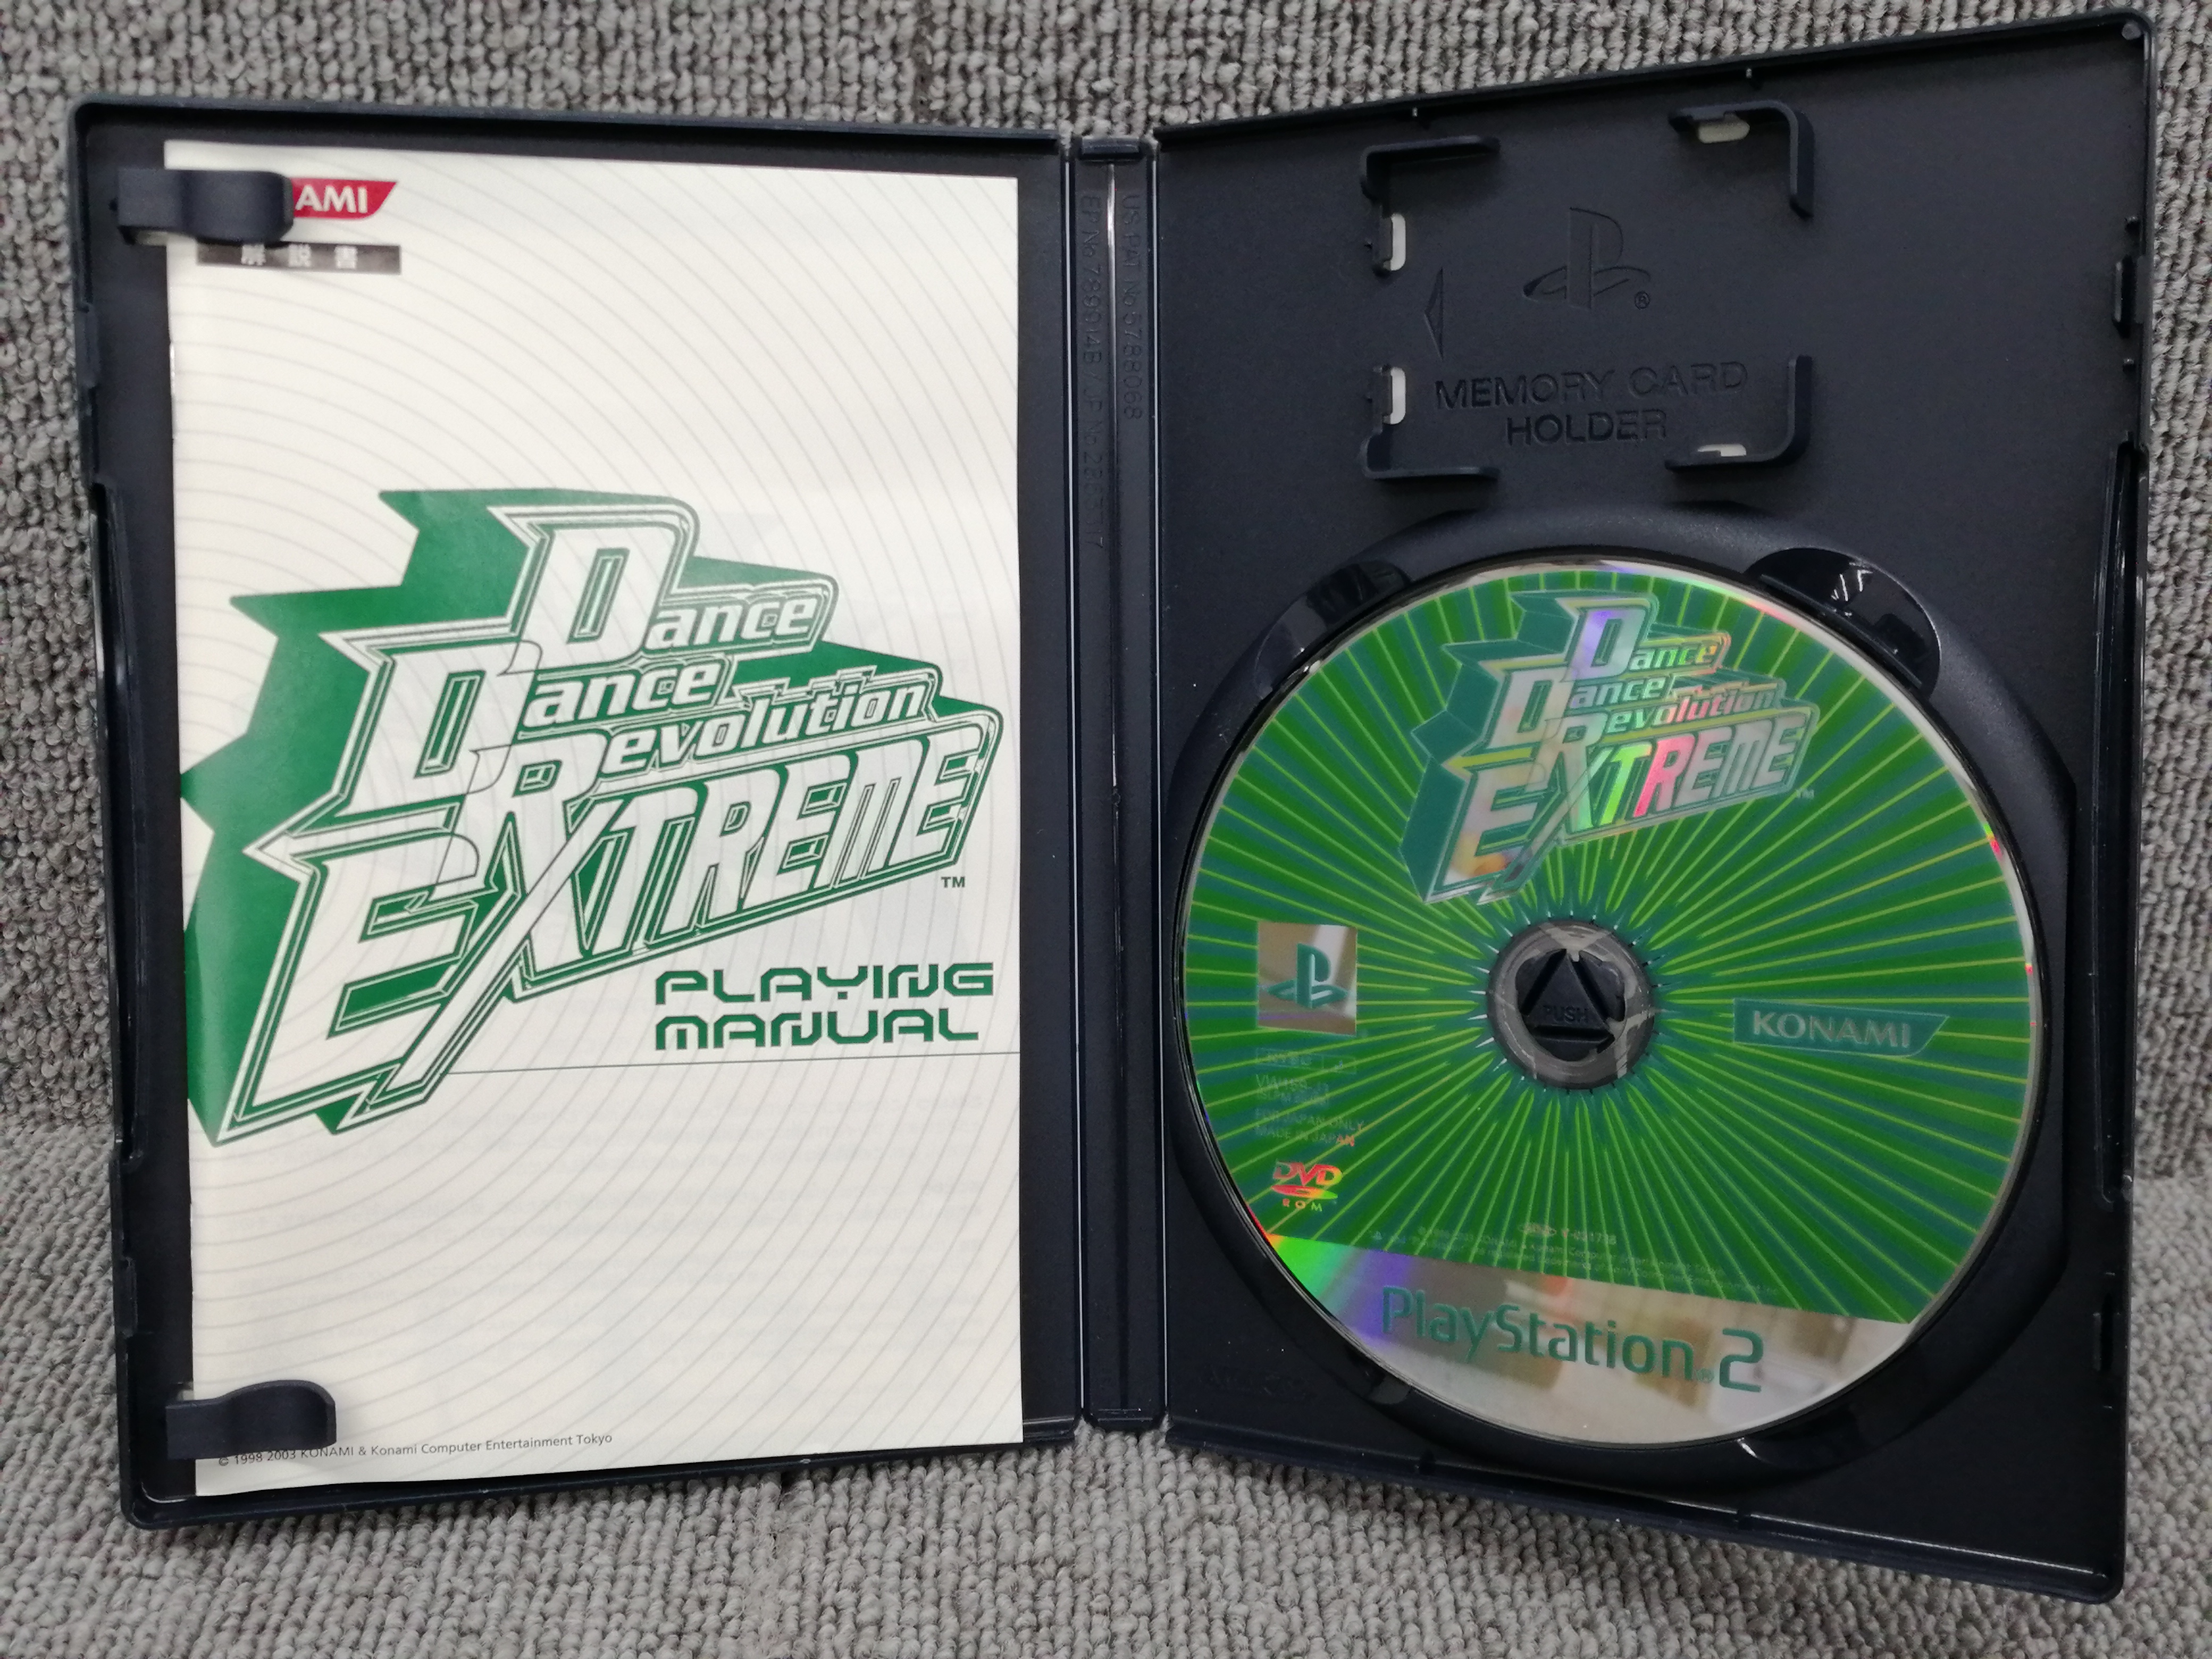 AMI
解説書
Dance
Dance
Revolution
EXTREME
TM
PLAYING
MANUAL
© 1998 2003 KONAMI & Konami Computer Entertainment Tokyo
US PAT No 5788068
MEMORY CARD
HOLDER
Dance
Dance
Revolution
EXTREME
TM
PUSH
KONAMI
FOR JAPAN ONLY
MADE IN JAPAN
DVD
ROM
PlayStation®2